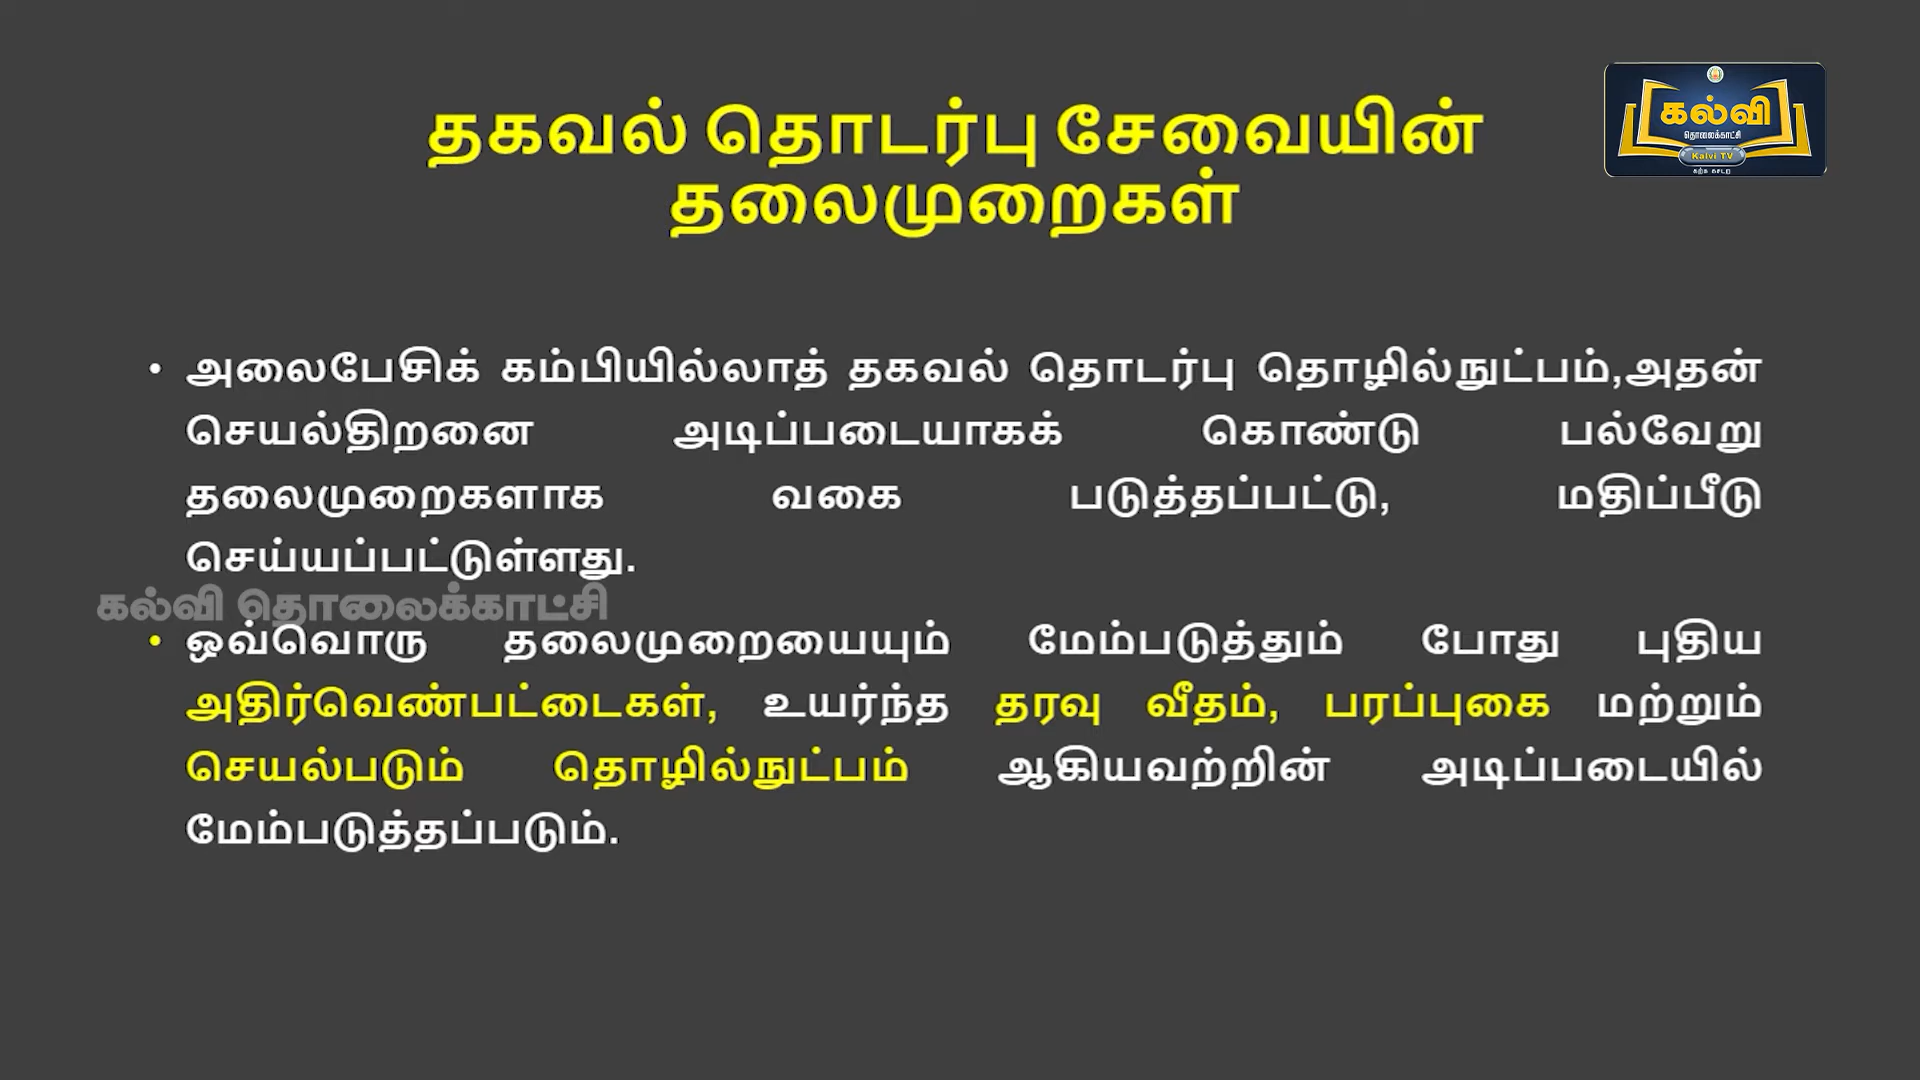 தகவல் தொடர்பு சேவையின்
தலைமுறைகள்
கல்வி
தொலைக்காட்சி
Kalvi TV
கற்க கசடற
• அலைபேசிக் கம்பியில்லாத் தகவல் தொடர்பு தொழில்நுட்பம்,அதன்
செயல்திறனை அடிப்படையாகக் கொண்டு பல்வேறு
தலைமுறைகளாக வகை படுத்தப்பட்டு, மதிப்பீடு
செய்யப்பட்டுள்ளது.
கல்வி தொலைக்காட்சி
• ஒவ்வொரு தலைமுறையையும் மேம்படுத்தும் போது புதிய
அதிர்வெண்பட்டைகள், உயர்ந்த தரவு வீதம், பரப்புகை மற்றும்
செயல்படும் தொழில்நுட்பம் ஆகியவற்றின் அடிப்படையில்
மேம்படுத்தப்படும்.